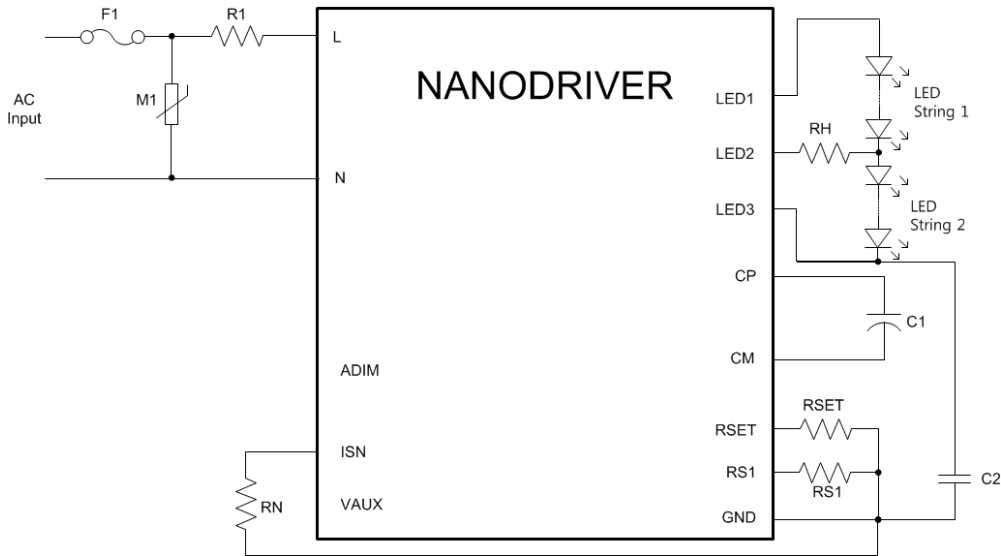 F1
R1
L
NANODRIVER
AC
Input
M1
N
LED1
LED
String 1
RH
LED2
LED3
LED
String 2
CP
C1
CM
ADIM
RSET
RSET
ISN
RS1
RS1
C2
RN
VAUX
GND